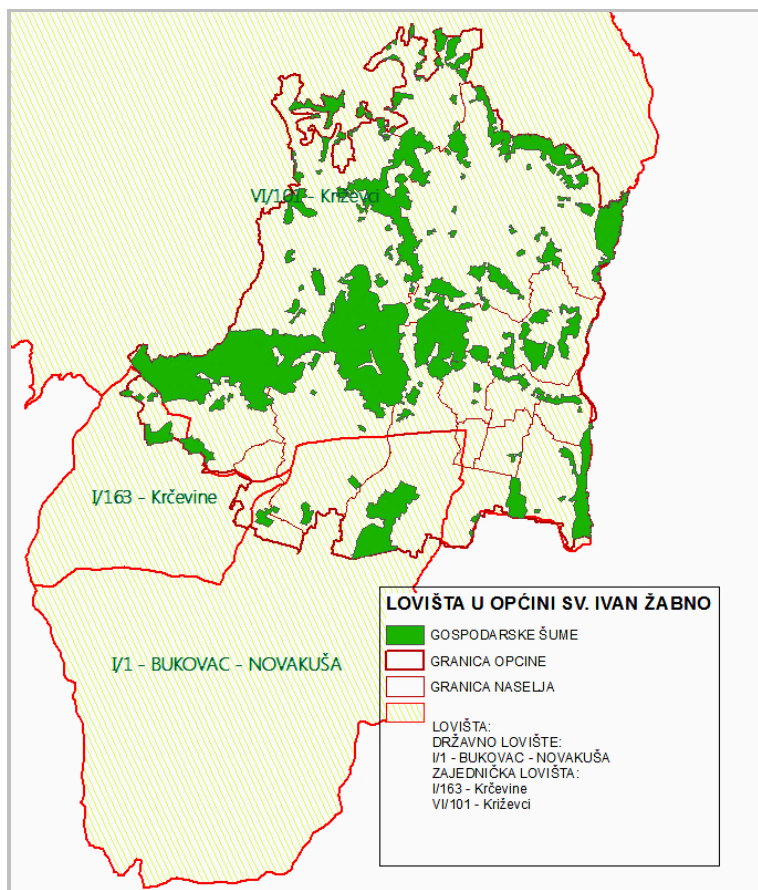 VI/101 - Križevci
I/163 - Krčevine
I/1 - BUKOVAC - NOVAKUŠA
LOVIŠTA U OPĆINI SV. IVAN ŽABNO
GOSPODARSKE ŠUME
GRANICA OPCINE
GRANICA NASELJA
LOVIŠTA:
DRŽAVNO LOVIŠTE:
I/1 - BUKOVAC - NOVAKUŠA
ZAJEDNIČKA LOVIŠTA:
I/163 - Krčevine
VI/101 - Križevci